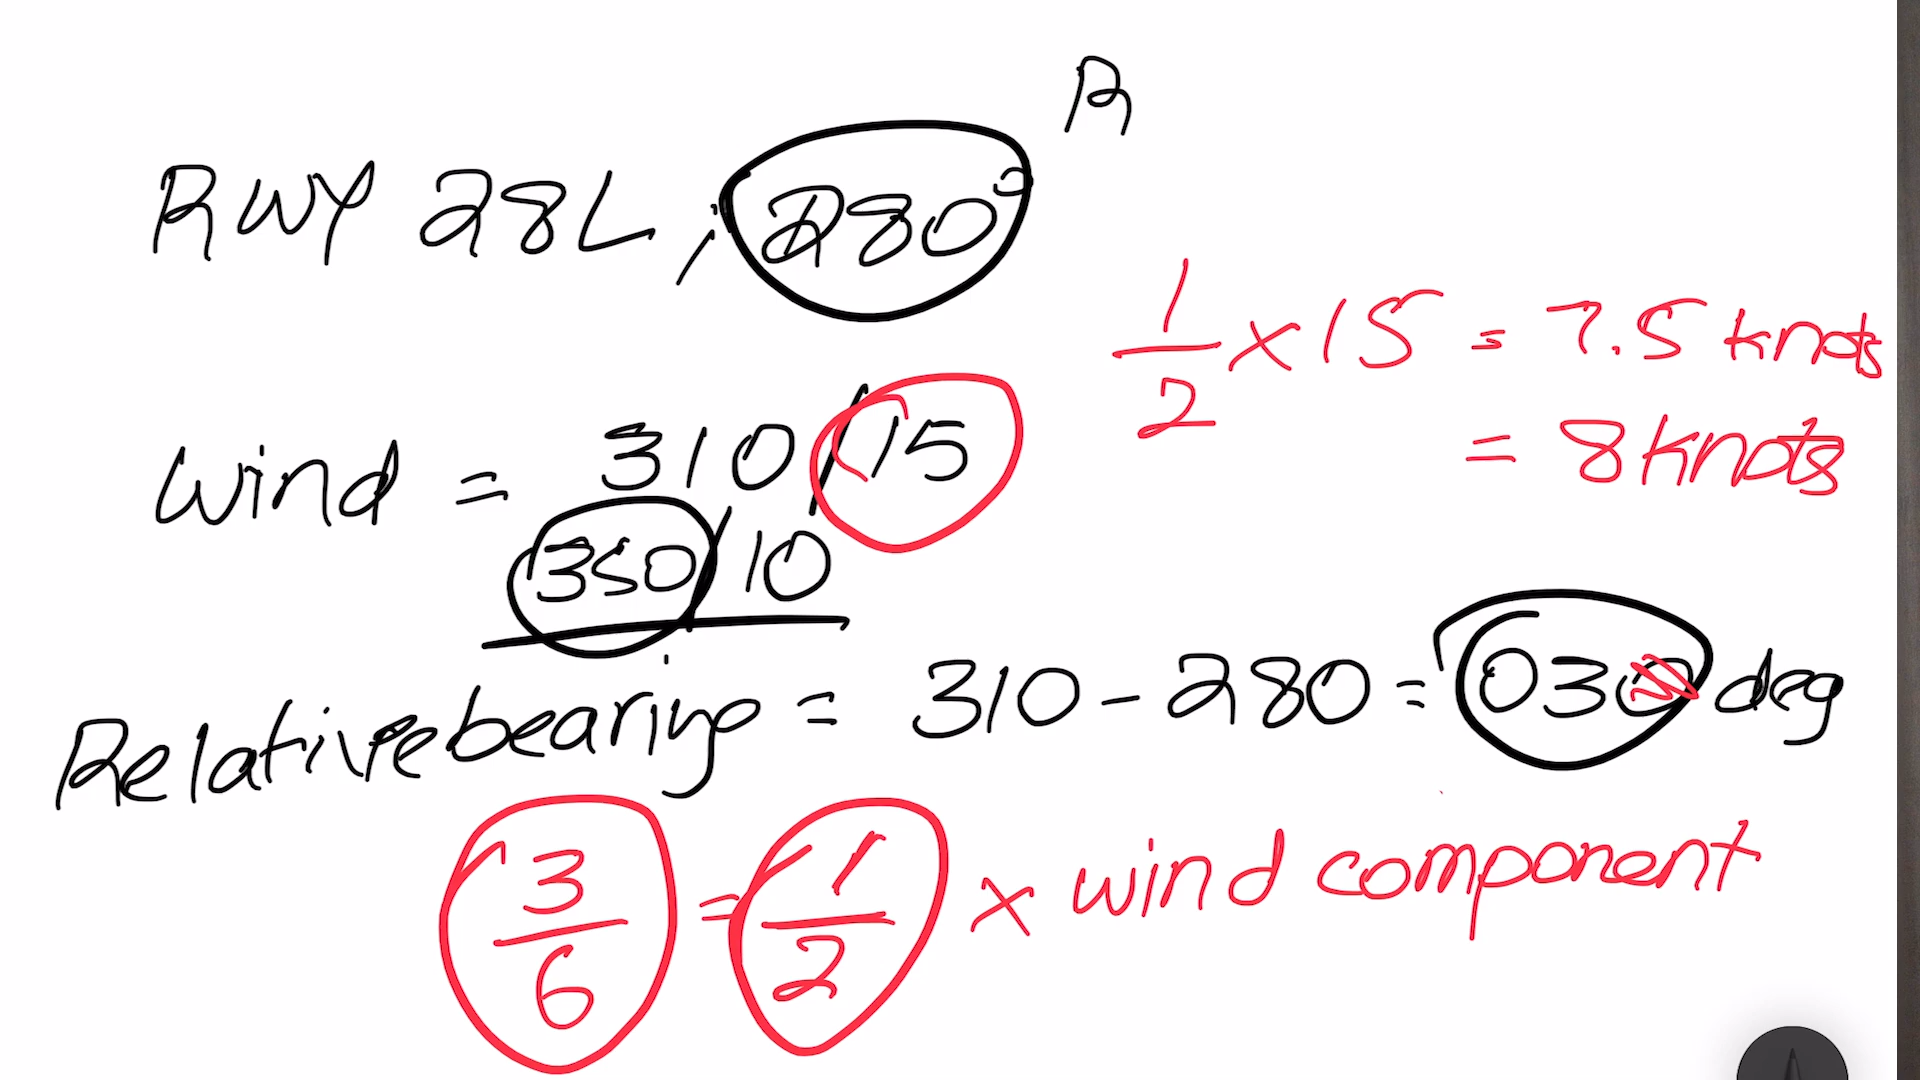 R
RWY 28L, 280°
1/2 x 15 = 7.5 knots
= 8 knots
Wind = 310/15
350/10
Relative bearing = 310 - 280 = 030 deg
3/6 = 1/2 x wind component